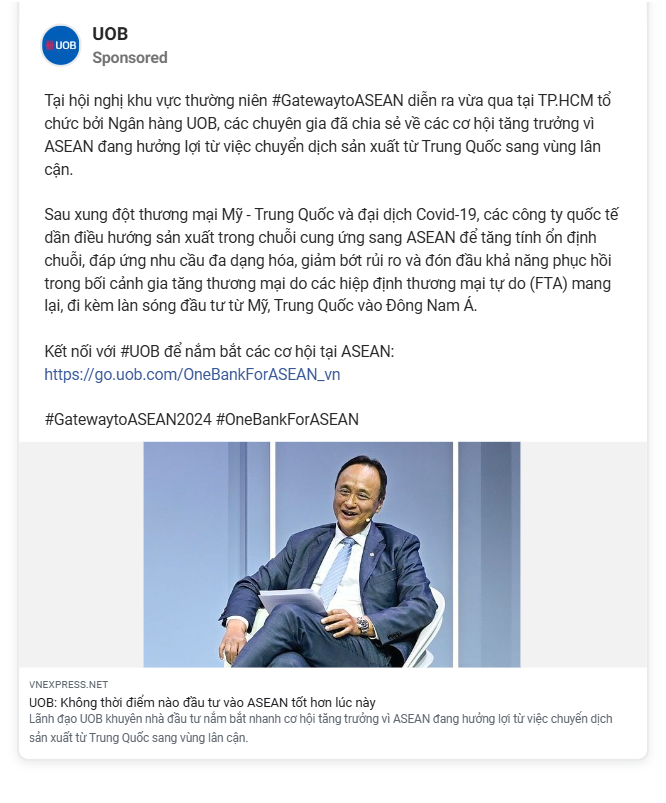 UOB
UOB
Sponsored
Tại hội nghị khu vực thường niên #GatewaytoASEAN diễn ra vừa qua tại TP.HCM tổ
chức bởi Ngân hàng UOB, các chuyên gia đã chia sẻ về các cơ hội tăng trưởng vì
ASEAN đang hưởng lợi từ việc chuyển dịch sản xuất từ Trung Quốc sang vùng lân
cận.
Sau xung đột thương mại Mỹ - Trung Quốc và đại dịch Covid-19, các công ty quốc tế
dần điều hướng sản xuất trong chuỗi cung ứng sang ASEAN để tăng tính ổn định
chuỗi, đáp ứng nhu cầu đa dạng hóa, giảm bớt rủi ro và đón đầu khả năng phục hồi
trong bối cảnh gia tăng thương mại do các hiệp định thương mại tự do (FTA) mang
lại, đi kèm làn sóng đầu tư từ Mỹ, Trung Quốc vào Đông Nam Á.
Kết nối với #UOB để nắm bắt các cơ hội tại ASEAN:
https://go.uob.com/OneBankForASEAN_vn
#GatewaytoASEAN2024 #OneBankForASEAN
VNEXPRESS.NET
UOB: Không thời điểm nào đầu tư vào ASEAN tốt hơn lúc này
Lãnh đạo UOB khuyên nhà đầu tư nắm bắt nhanh cơ hội tăng trưởng vì ASEAN đang hưởng lợi từ việc chuyển dịch
sản xuất từ Trung Quốc sang vùng lân cận.